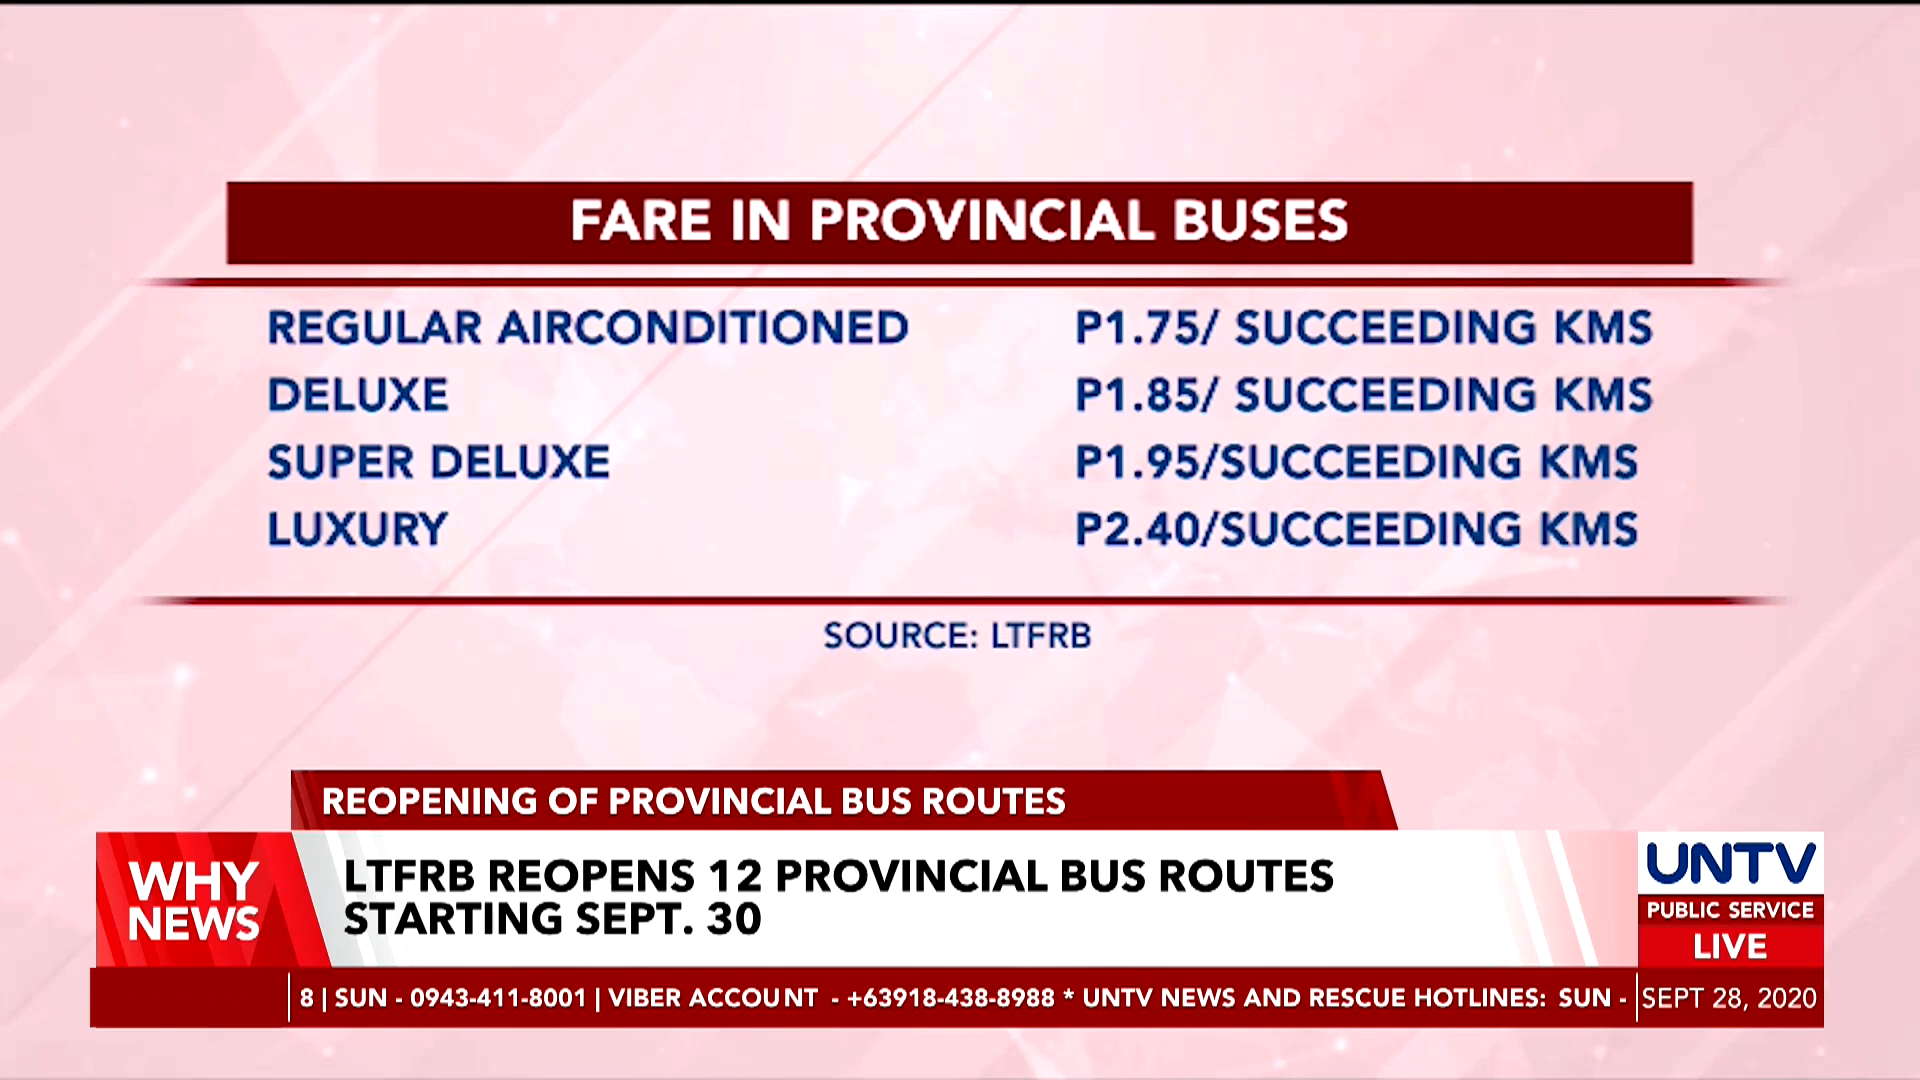 FARE IN PROVINCIAL BUSES
REGULAR AIRCONDITIONED P1.75/ SUCCEEDING KMS
DELUXE P1.85/ SUCCEEDING KMS
SUPER DELUXE P1.95/SUCCEEDING KMS
LUXURY P2.40/SUCCEEDING KMS
SOURCE: LTFRB
REOPENING OF PROVINCIAL BUS ROUTES
WHY
NEWS
LTFRB REOPENS 12 PROVINCIAL BUS ROUTES
STARTING SEPT. 30
UNTV
PUBLIC SERVICE
LIVE
8 | SUN - 0943-411-8001 | VIBER ACCOUNT - +63918-438-8988 * UNTV NEWS AND RESCUE HOTLINES: SUN -
SEPT 28, 2020